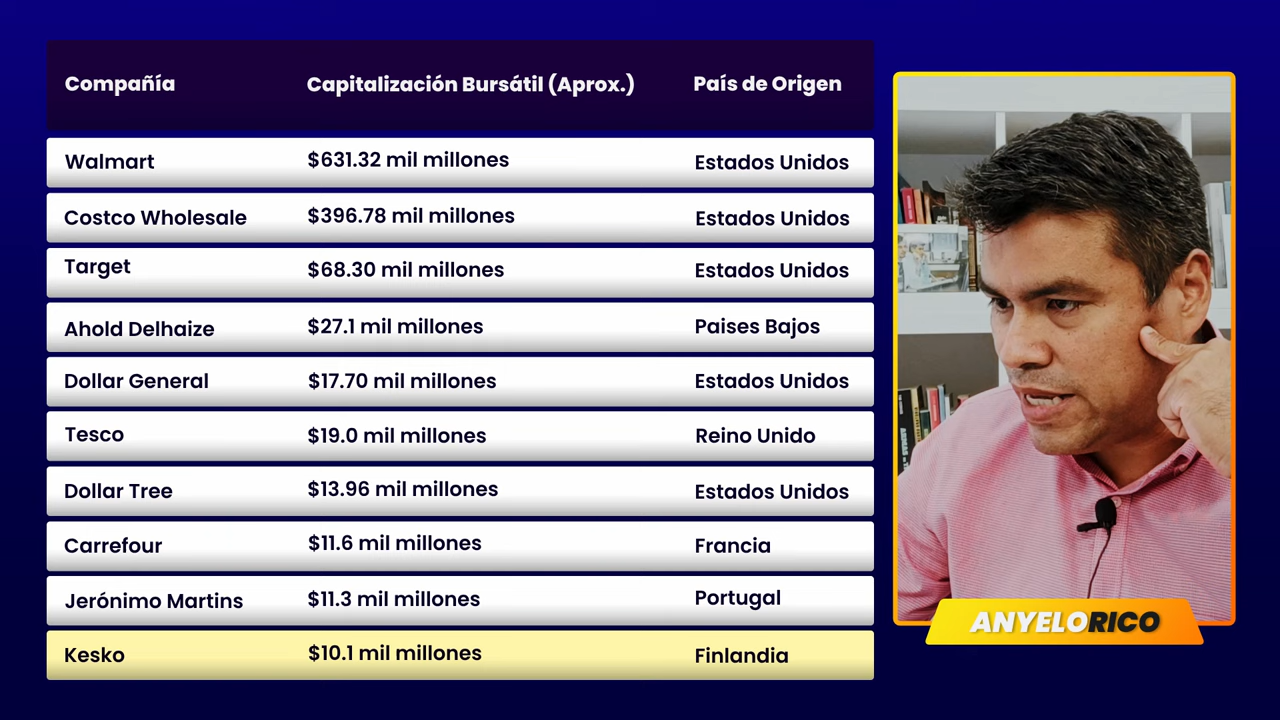 Compañía Capitalización Bursátil (Aprox.) País de Origen
Walmart $631.32 mil millones Estados Unidos
Costco Wholesale $396.78 mil millones Estados Unidos
Target $68.30 mil millones Estados Unidos
Ahold Delhaize $27.1 mil millones Paises Bajos
Dollar General $17.70 mil millones Estados Unidos
Tesco $19.0 mil millones Reino Unido
Dollar Tree $13.96 mil millones Estados Unidos
Carrefour $11.6 mil millones Francia
Jerónimo Martins $11.3 mil millones Portugal
Kesko $10.1 mil millones Finlandia
ANYELORICO